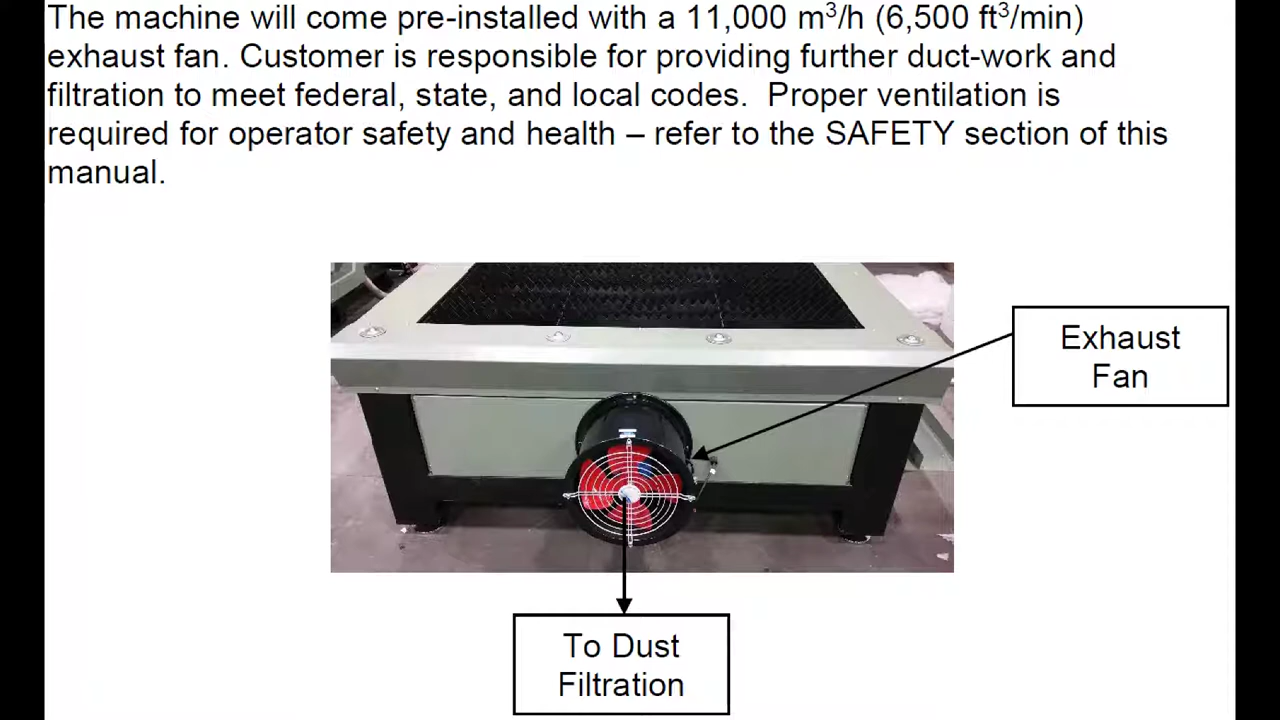 The machine will come pre-installed with a 11,000 m³/h (6,500 ft³/min)
exhaust fan. Customer is responsible for providing further duct-work and
filtration to meet federal, state, and local codes.  Proper ventilation is
required for operator safety and health – refer to the SAFETY section of this
manual.
Exhaust
Fan
To Dust
Filtration